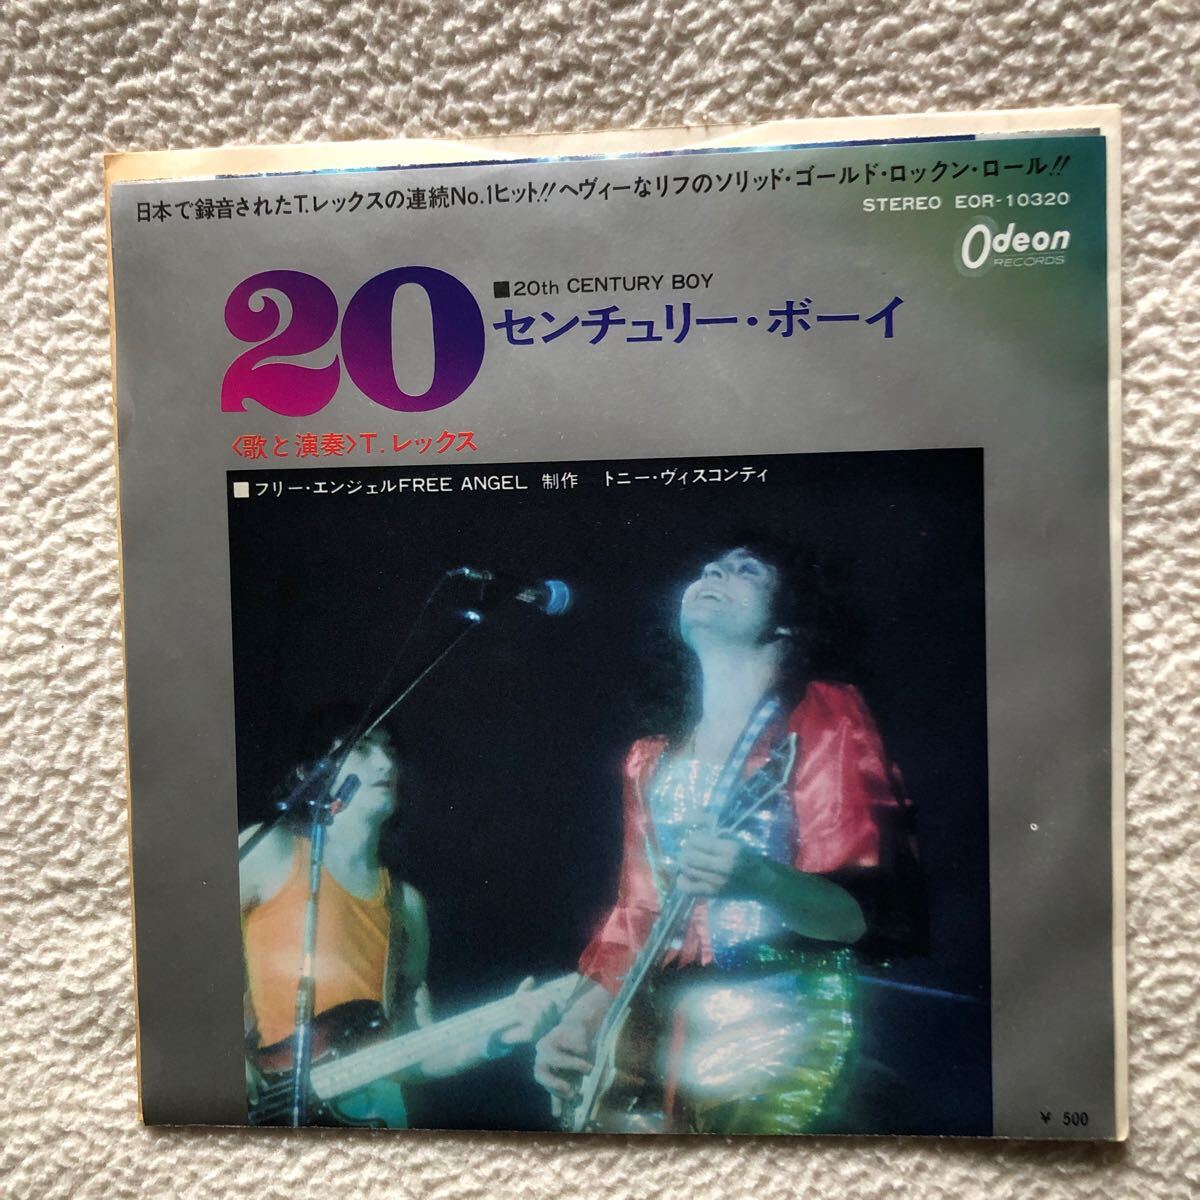 日本で録音されたT.レックスの連続No.1ヒット!! ヘヴィーなリフのソリッド・ゴールド・ロックン・ロール!!
STEREO EOR-10320
Odeon
RECORDS
■20th CENTURY BOY
20センチュリー・ボーイ
〈歌と演奏〉T. レックス
■フリー・エンジェルFREE ANGEL 制作 トニー・ヴィスコンティ
¥ 500